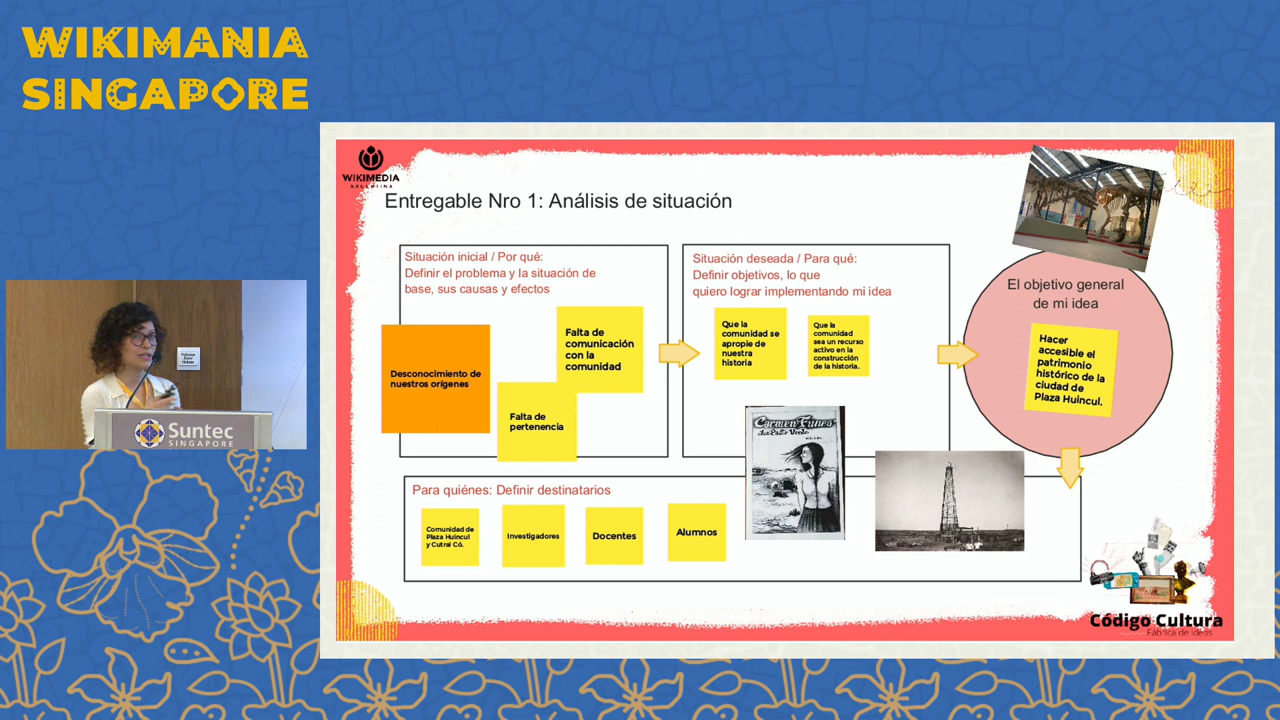 WIKIMANIA
SINGAPORE
Suntec
SINGAPORE
WIKIMEDIA
ARGENTINA
Entregable Nro 1: Análisis de situación
Situación inicial / Por qué:
Definir el problema y la situación de
base, sus causas y efectos
Desconocimiento de
nuestros orígenes
Falta de
comunicación
con la
comunidad
Falta de
pertenencia
Situación deseada / Para qué:
Definir objetivos, lo que
quiero lograr implementando mi idea
Que la
comunidad se
apropie de
nuestra
historia
Que la
comunidad
sea un recurso
activo en la
construcción
de la historia.
El objetivo general
de mi idea
Hacer
accesible el
patrimonio
histórico de la
ciudad de
Plaza Huincul.
Para quiénes: Definir destinatarios
Comunidad de
Plaza Huincul
y Cutral Có.
Investigadores
Docentes
Alumnos
Carmen Funes
La Pasto Verde
Código Cultura
Fábrica de Ideas